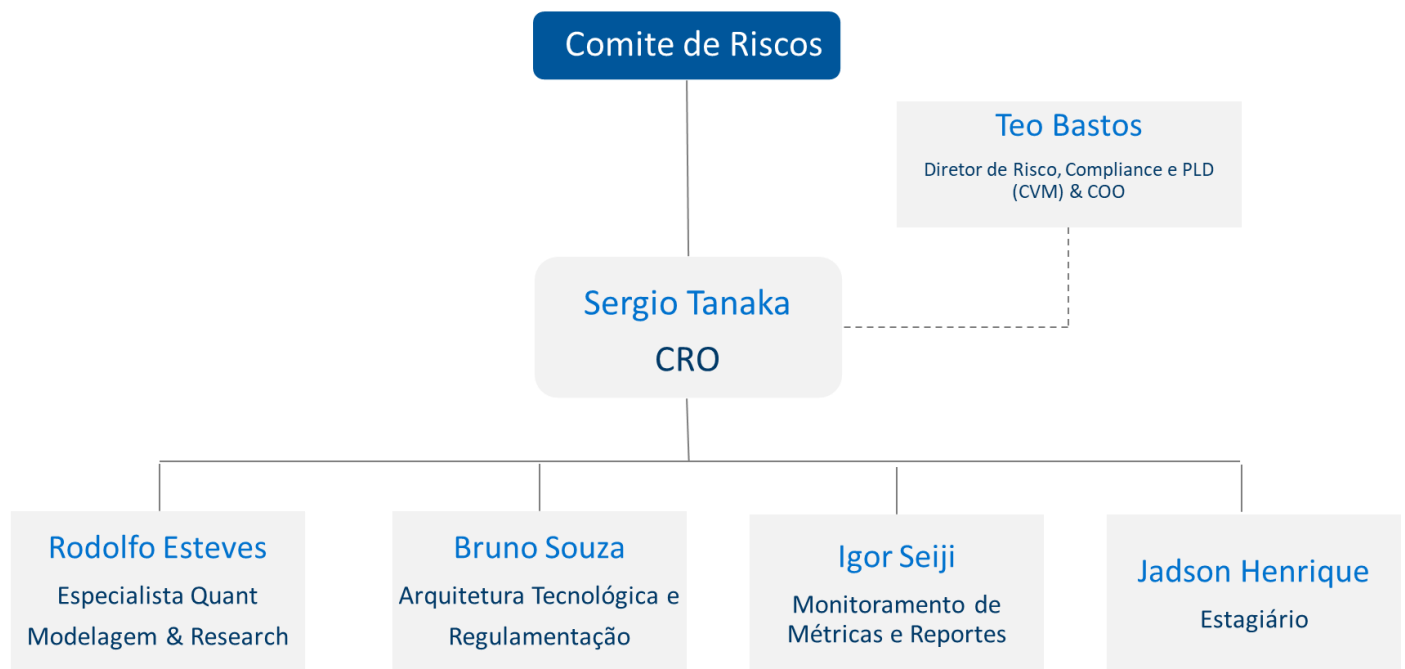 Comite de Riscos
Teo Bastos
Diretor de Risco, Compliance e PLD
(CVM) & COO
Sergio Tanaka
CRO
Rodolfo Esteves
Especialista Quant
Modelagem & Research
Bruno Souza
Arquitetura Tecnológica e
Regulamentação
Igor Seiji
Monitoramento de
Métricas e Reportes
Jadson Henrique
Estagiário